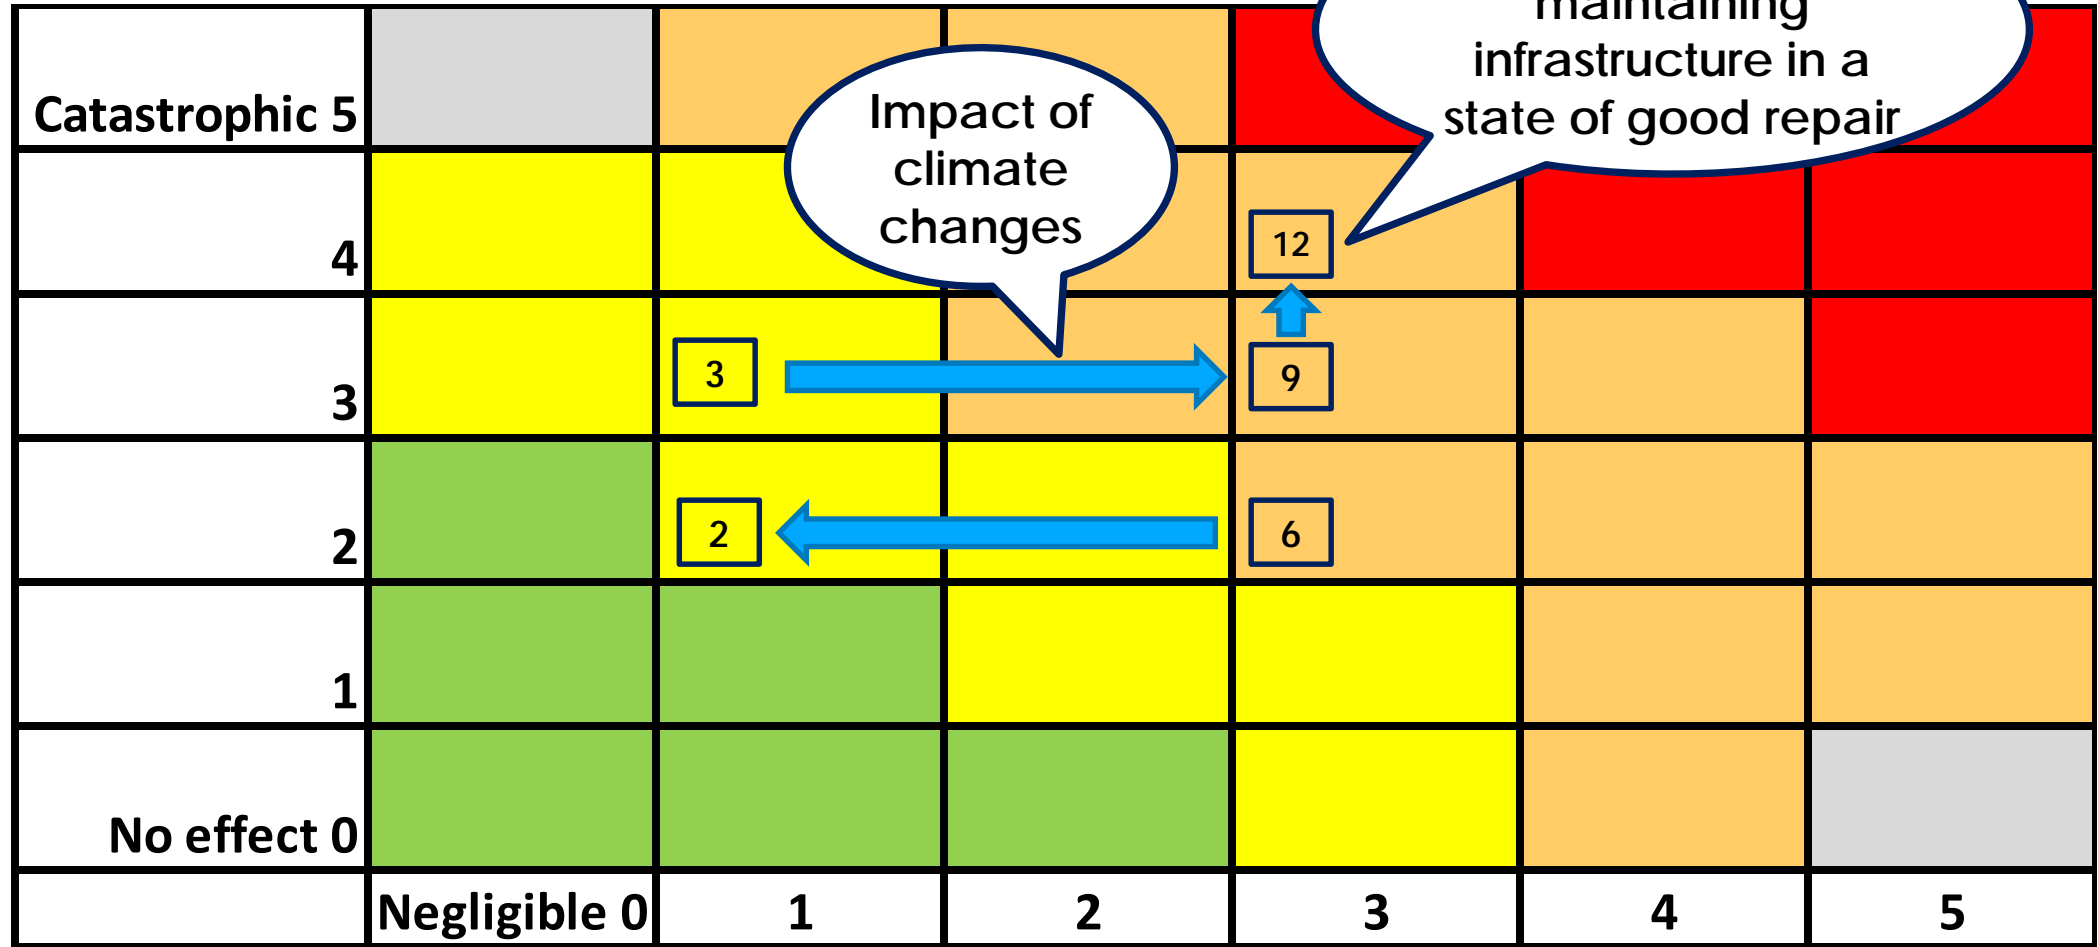 maintaining
infrastructure in a
state of good repair
Impact of
climate
changes
Catastrophic 5
4
12
3
3
9
2
2
6
1
No effect 0
Negligible 0 1 2 3 4 5